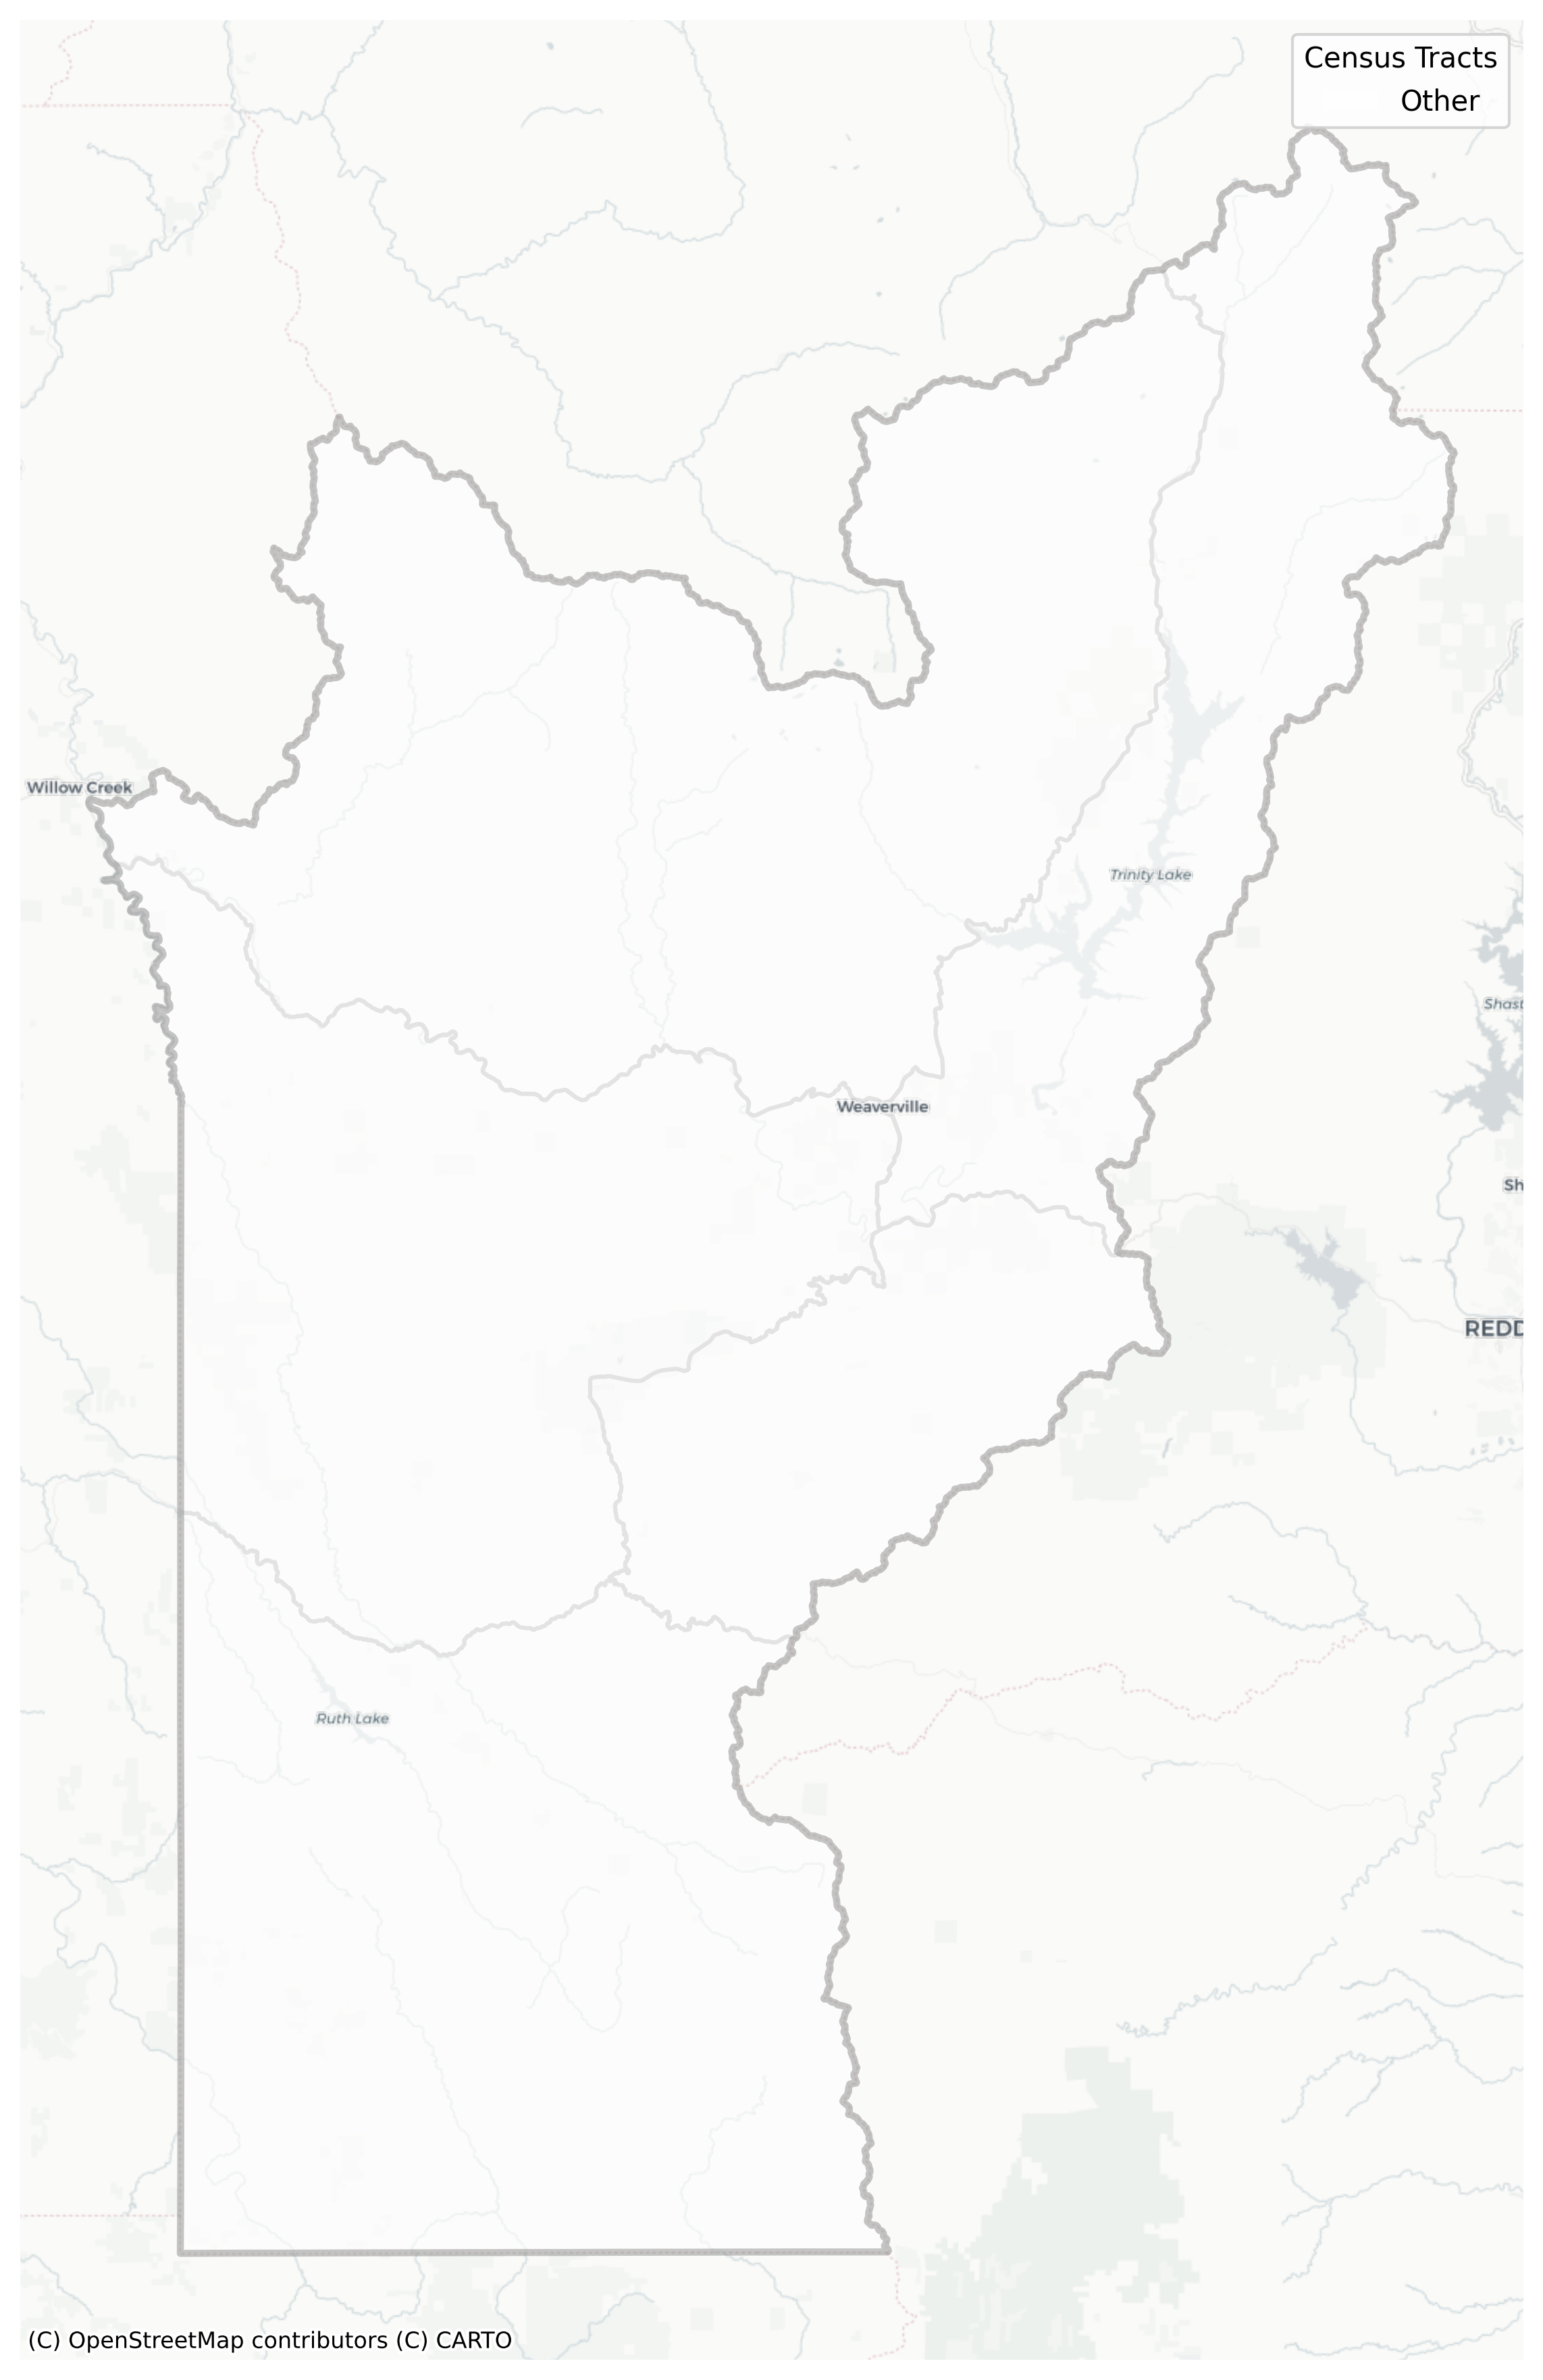 Census Tracts
Other
Willow Creek
Trinity Lake
Shast
Weaverville
Sh
REDD
Ruth Lake
(C) OpenStreetMap contributors (C) CARTO